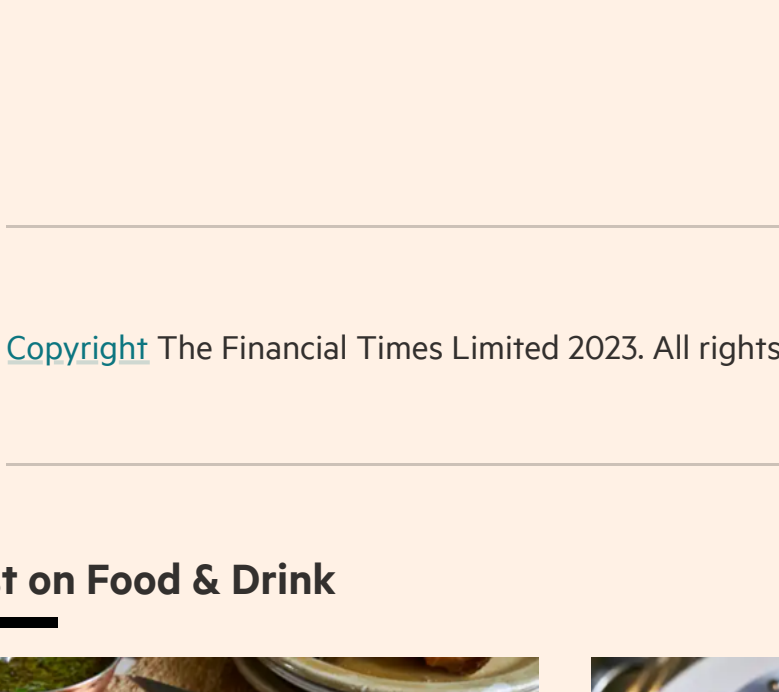 Copyright The Financial Times Limited 2023. All rights
t on Food & Drink